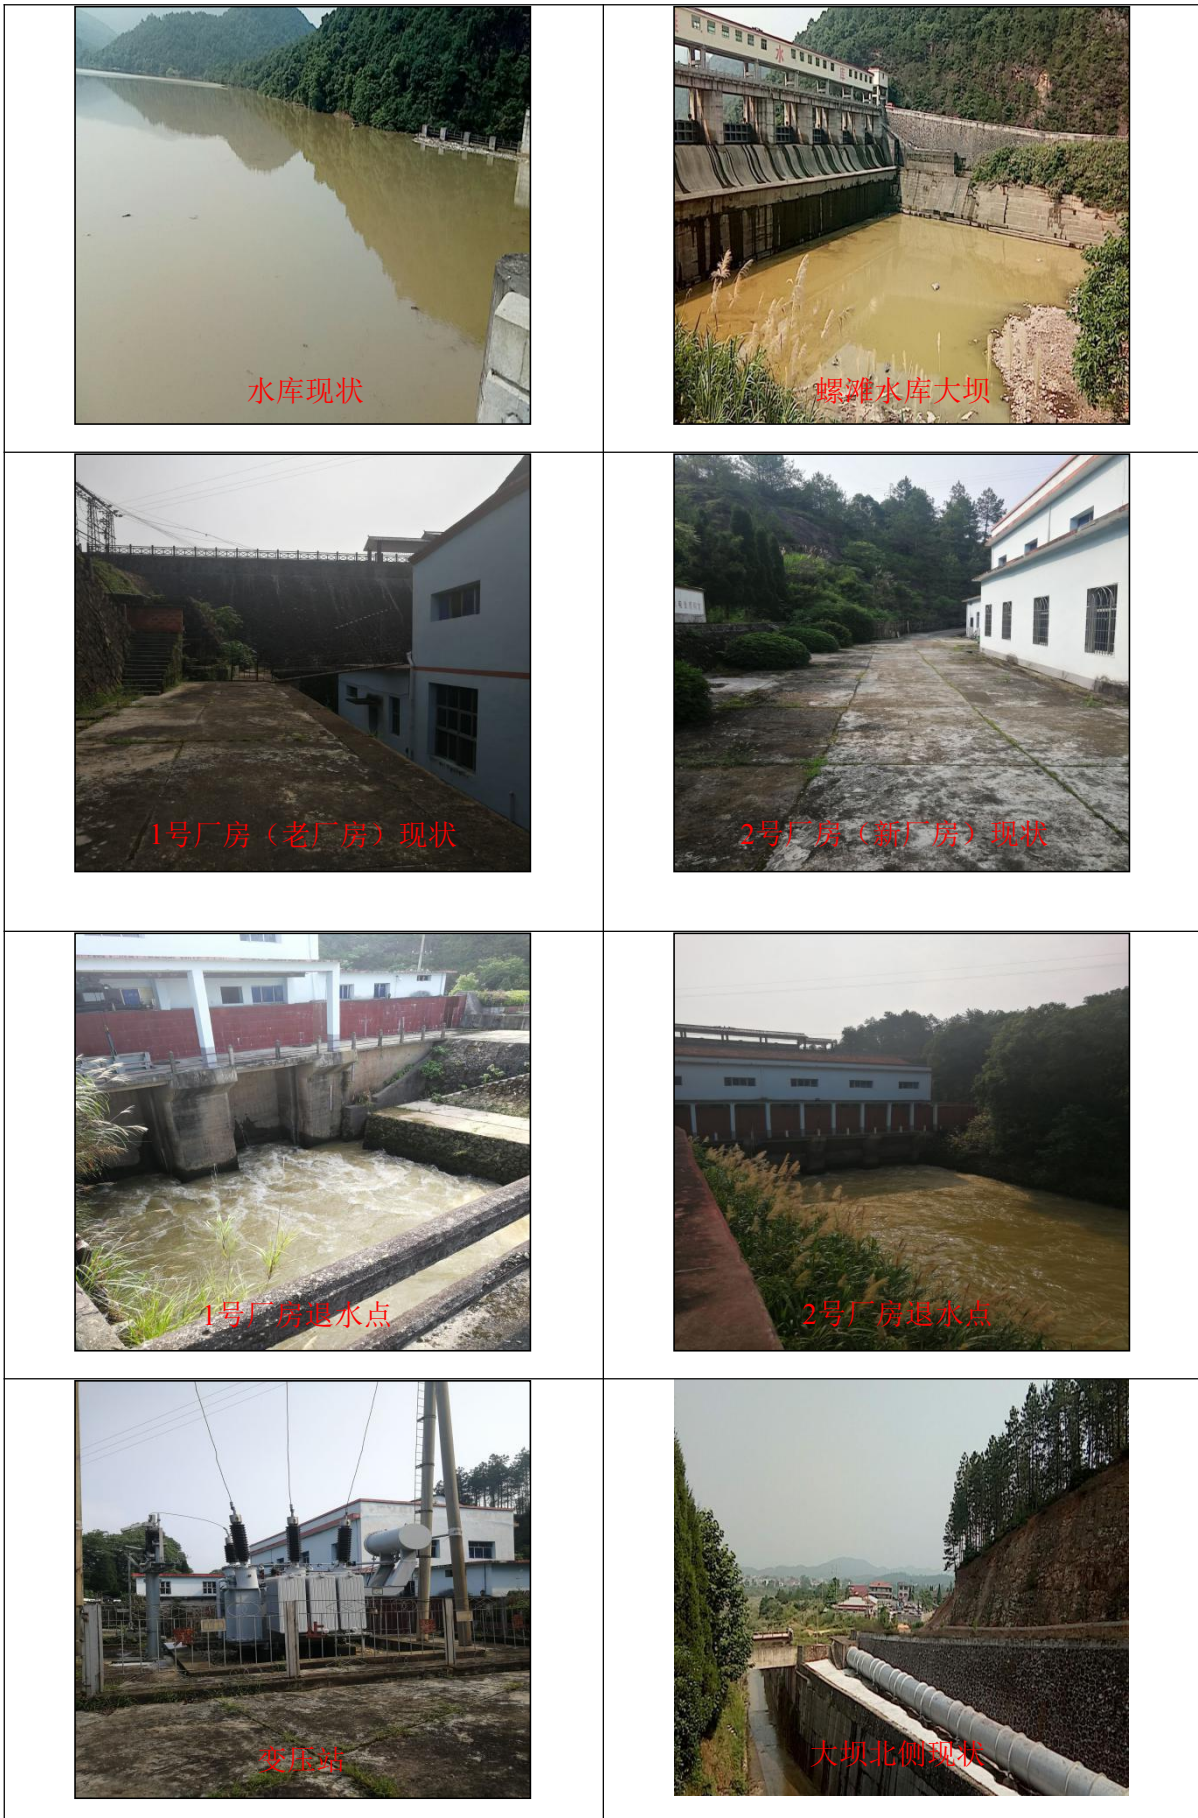 水
水库现状
螺滩水库大坝
1号厂房（老厂房）现状
2号厂房（新厂房）现状
1号厂房退水点
2号厂房退水点
变压站
大坝北侧现状